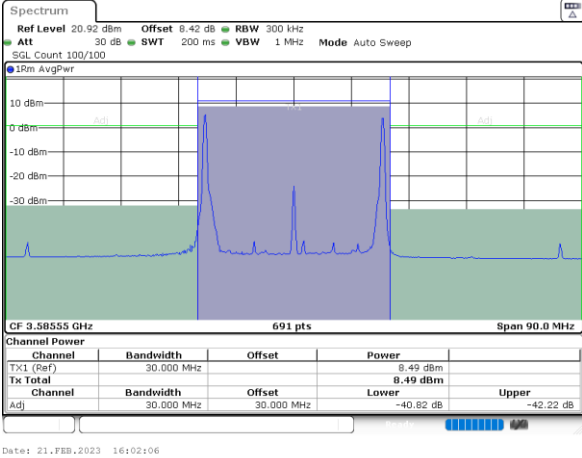 Spectrum
Ref Level 20.92 dBm Offset 8.42 dB RBW 300 kHz
Att 30 dB SWT 200 ms VBW 1 MHz Mode Auto Sweep
SGL Count 100/100
1Rm AvgPwr
10 dBm
Adj Adj
0 dBm
-10 dBm
-20 dBm
-30 dBm
CF 3.58555 GHz 691 pts Span 90.0 MHz
Channel Power
Channel Bandwidth Offset Power
TX1 (Ref) 30.000 MHz 8.49 dBm
Tx Total 8.49 dBm
Channel Bandwidth Offset Lower Upper
Adj 30.000 MHz 30.000 MHz -40.82 dB -42.22 dB
Ready
Date: 21.FEB.2023 16:02:06